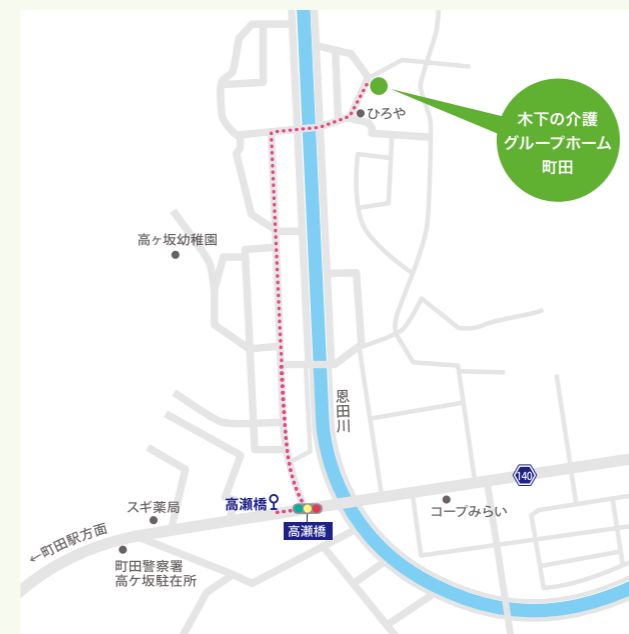 木下の介護
グループホーム
町田
ひろや
高ヶ坂幼稚園
恩田川
140
高瀬橋
スギ薬局
コープみらい
高瀬橋
←町田駅方面
町田警察署
高ケ坂駐在所